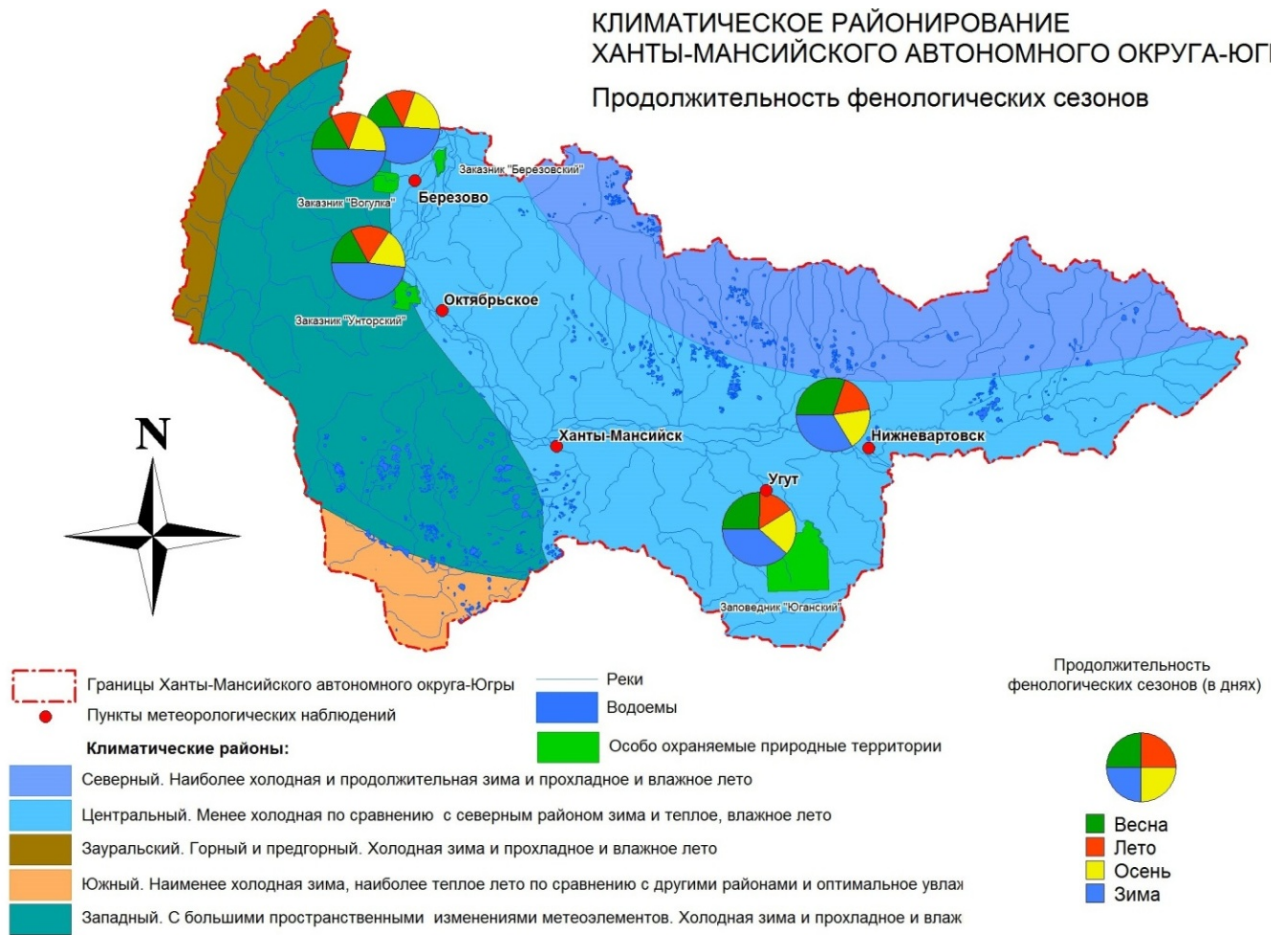 КЛИМАТИЧЕСКОЕ РАЙОНИРОВАНИЕ
ХАНТЫ-МАНСИЙСКОГО АВТОНОМНОГО ОКРУГА-ЮГ
Продолжительность фенологических сезонов
Заказник "Березовский"
Березово
Заказник "Вогулка"
Октябрьское
Заказник "Унторский"
Ханты-Мансийск
Нижневартовск
Угут
Заповедник "Юганский"
N
Границы Ханты-Мансийского автономного округа-Югры
Пункты метеорологических наблюдений
Климатические районы:
Северный. Наиболее холодная и продолжительная зима и прохладное и влажное лето
Центральный. Менее холодная по сравнению с северным районом зима и теплое, влажное лето
Зауральский. Горный и предгорный. Холодная зима и прохладное и влажное лето
Южный. Наименее холодная зима, наиболее теплое лето по сравнению с другими районами и оптимальное увлаж
Западный. С большими пространственными изменениями метеоэлементов. Холодная зима и прохладное и влаж
Реки
Водоемы
Особо охраняемые природные территории
Продолжительность
фенологических сезонов (в днях)
Весна
Лето
Осень
Зима